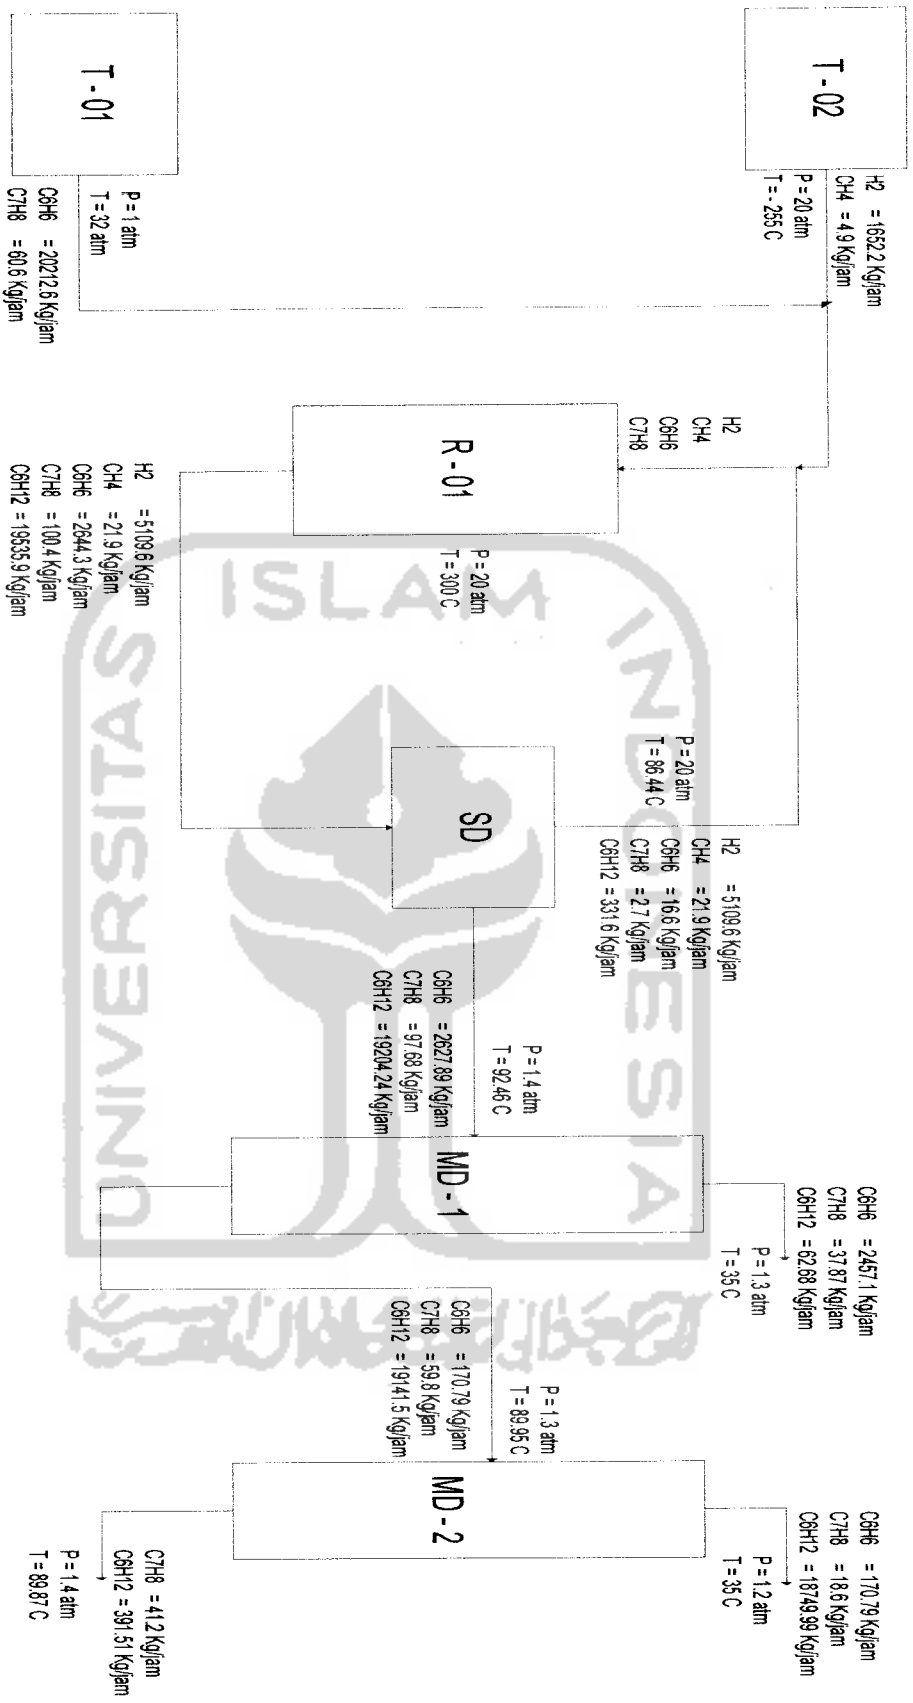 T - 02
H2 = 1652.2 Kg/jam
CH4 = 4.9 Kg/jam
P = 20 atm
T = - 255 C
T - 01
P = 1 atm
T = 32 atm
C6H6 = 20212.6 Kg/jam
C7H8 = 60.6 Kg/jam
H2
CH4
C6H6
C7H8
R - 01
P = 20 atm
T = 300 C
H2 = 5109.6 Kg/jam
CH4 = 21.9 Kg/jam
C6H6 = 2644.3 Kg/jam
C7H8 = 100.4 Kg/jam
C6H12 = 19535.9 Kg/jam
P = 20 atm
T = 86.44 C
SD
H2 = 5109.6 Kg/jam
CH4 = 21.9 Kg/jam
C6H6 = 16.6 Kg/jam
C7H8 = 2.7 Kg/jam
C6H12 = 331.6 Kg/jam
P = 1.4 atm
T = 92.46 C
C6H6 = 2627.89 Kg/jam
C7H8 = 97.68 Kg/jam
C6H12 = 19204.24 Kg/jam
MD - 1
C6H6 = 2457.1 Kg/jam
C7H8 = 37.87 Kg/jam
C6H12 = 62.68 Kg/jam
P = 1.3 atm
T = 35 C
P = 1.3 atm
T = 89.95 C
C6H6 = 170.79 Kg/jam
C7H8 = 59.8 Kg/jam
C6H12 = 19141.5 Kg/jam
MD - 2
C6H6 = 170.79 Kg/jam
C7H8 = 18.6 Kg/jam
C6H12 = 18749.99 Kg/jam
P = 1.2 atm
T = 35 C
C7H8 = 41.2 Kg/jam
C6H12 = 391.51 Kg/jam
P = 1.4 atm
T = 89.87 C
UNIVERSITAS
ISLAM
INDONESIA